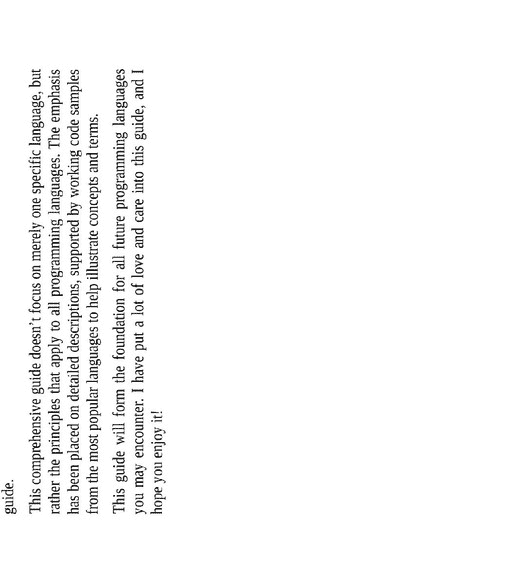 guide.
This comprehensive guide doesn't focus on merely one specific language, but
rather the principles that apply to all programming languages. The emphasis
has been placed on detailed descriptions, supported by working code samples
from the most popular languages to help illustrate concepts and terms.
This guide will form the foundation for all future programming languages
you may encounter. I have put a lot of love and care into this guide, and I
hope you enjoy it!